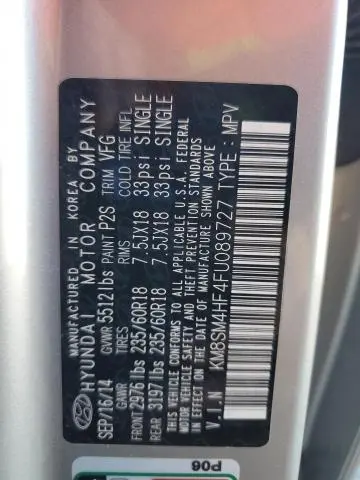 MANUFACTURED IN KOREA BY
HYUNDAI MOTOR COMPANY
SEP/16/14 GVWR 5512 lbs PAINT P2S TRIM VFG
GAWR TIRES RIMS COLD TIRE INFL
FRONT 2976 lbs 235/60R18 7.5JX18 33psi SINGLE
REAR 3197 lbs 235/60R18 7.5JX18 33psi SINGLE
THIS VEHICLE CONFORMS TO ALL APPLICABLE U.S.A. FEDERAL
MOTOR VEHICLE SAFETY AND THEFT PREVENTION STANDARDS
IN EFFECT ON THE DATE OF MANUFACTURE SHOWN ABOVE
V.I.N KM8SM4HF4FU089727 TYPE : MPV
P06